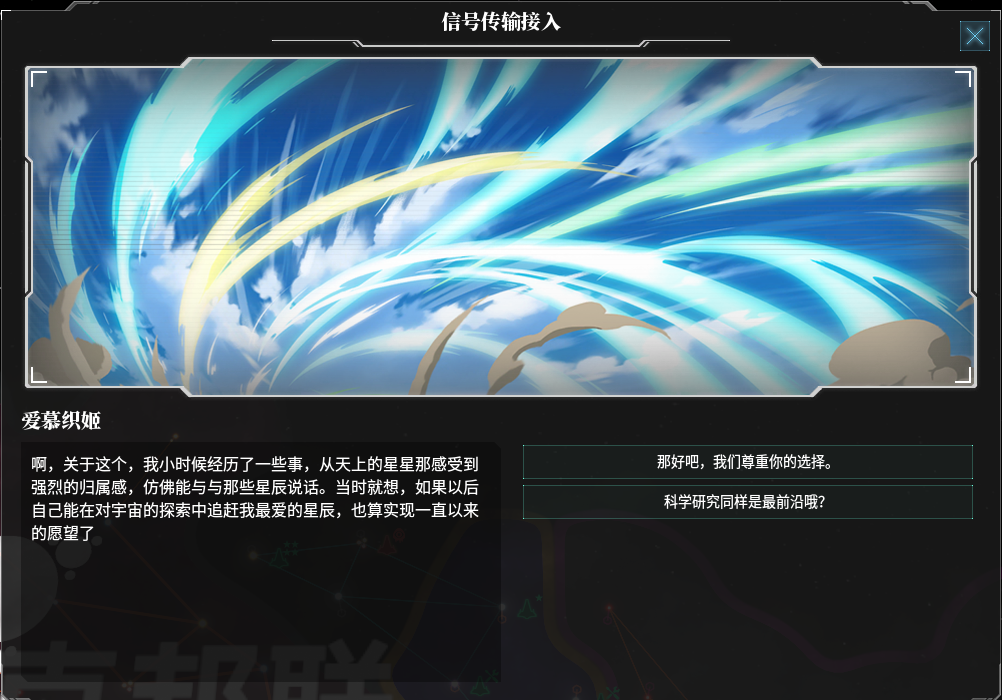 信号传输接入
爱慕织姬
啊，关于这个，我小时候经历了一些事，从天上的星星那感受到
强烈的归属感，仿佛能与与那些星辰说话。当时就想，如果以后
自己能在对宇宙的探索中追赶我最爱的星辰，也算实现一直以来
的愿望了
那好吧，我们尊重你的选择。
科学研究同样是最前沿哦？
邦联